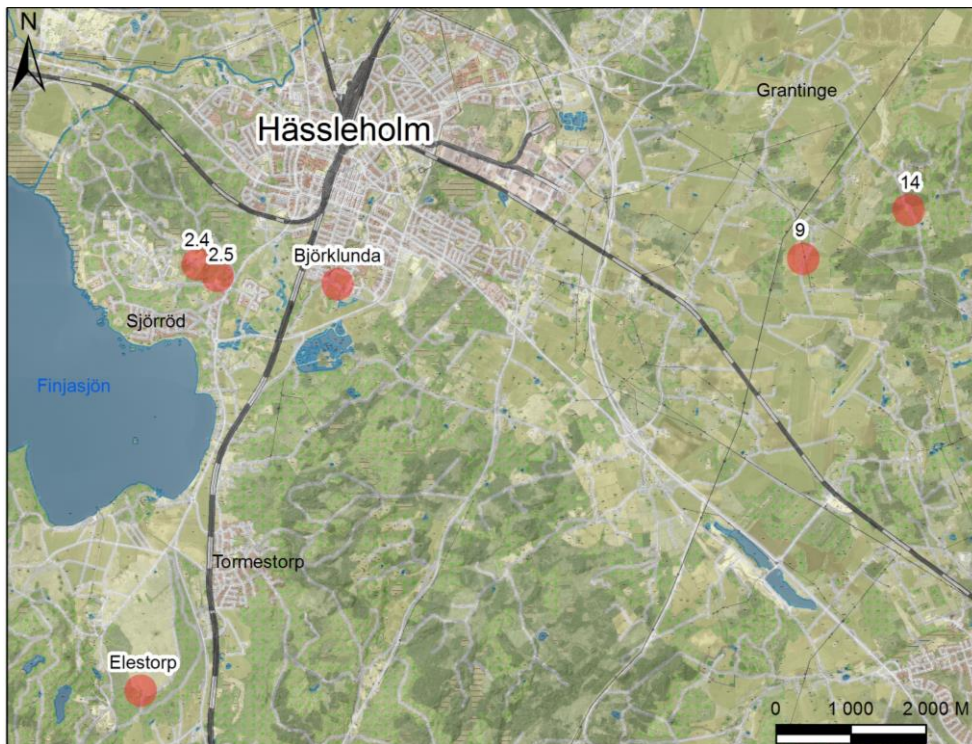 N
Grantinge
Hässleholm
14
9
2.4
2.5
Björklunda
Sjörröd
Finjasjön
Tormestorp
Elestorp
0 1 000 2 000 M